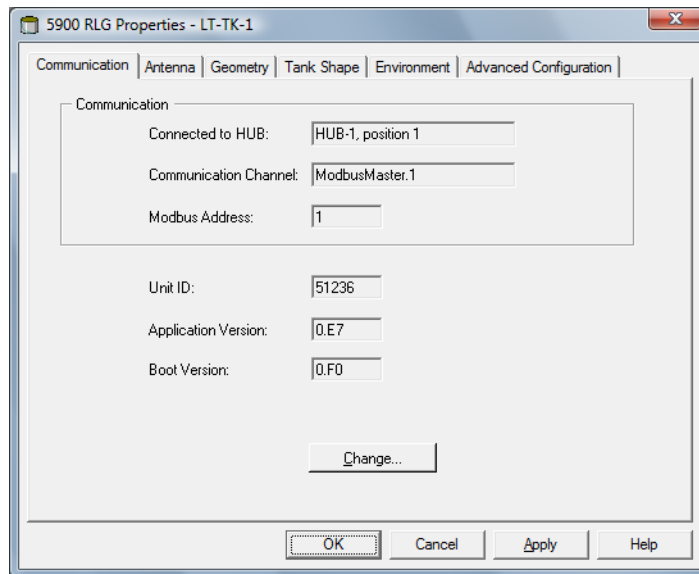 5900 RLG Properties - LT-TK-1
Communication Antenna Geometry Tank Shape Environment Advanced Configuration
Communication
Connected to HUB: HUB-1, position 1
Communication Channel: ModbusMaster.1
Modbus Address: 1
Unit ID: 51236
Application Version: 0.E7
Boot Version: 0.F0
Change...
OK Cancel Apply Help